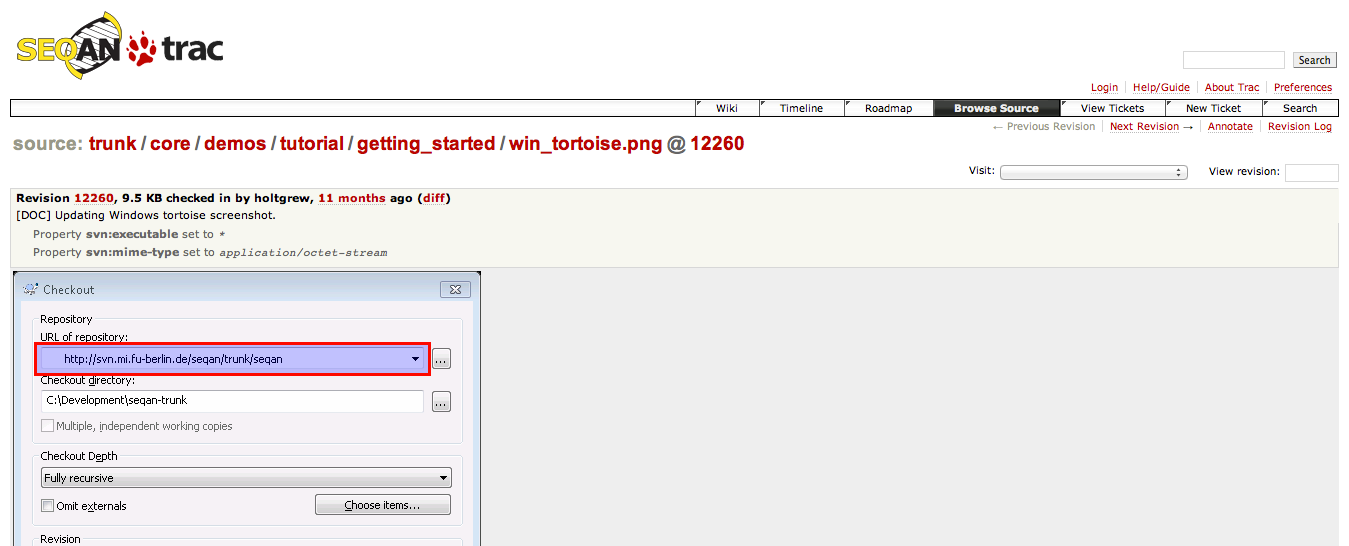 SEQAN trac
Search
Login Help/Guide About Trac Preferences
Wiki Timeline Roadmap Browse Source View Tickets New Ticket Search
← Previous Revision Next Revision → Annotate Revision Log
source: trunk / core / demos / tutorial / getting_started / win_tortoise.png @ 12260
Visit: View revision:
Revision 12260, 9.5 KB checked in by holtgrew, 11 months ago (diff)
[DOC] Updating Windows tortoise screenshot.
Property svn:executable set to *
Property svn:mime-type set to application/octet-stream
Checkout
Repository
URL of repository:
http://svn.mi.fu-berlin.de/seqan/trunk/seqan
...
Checkout directory:
C:\Development\seqan-trunk
...
Multiple, independent working copies
Checkout Depth
Fully recursive
Omit externals Choose items...
Revision